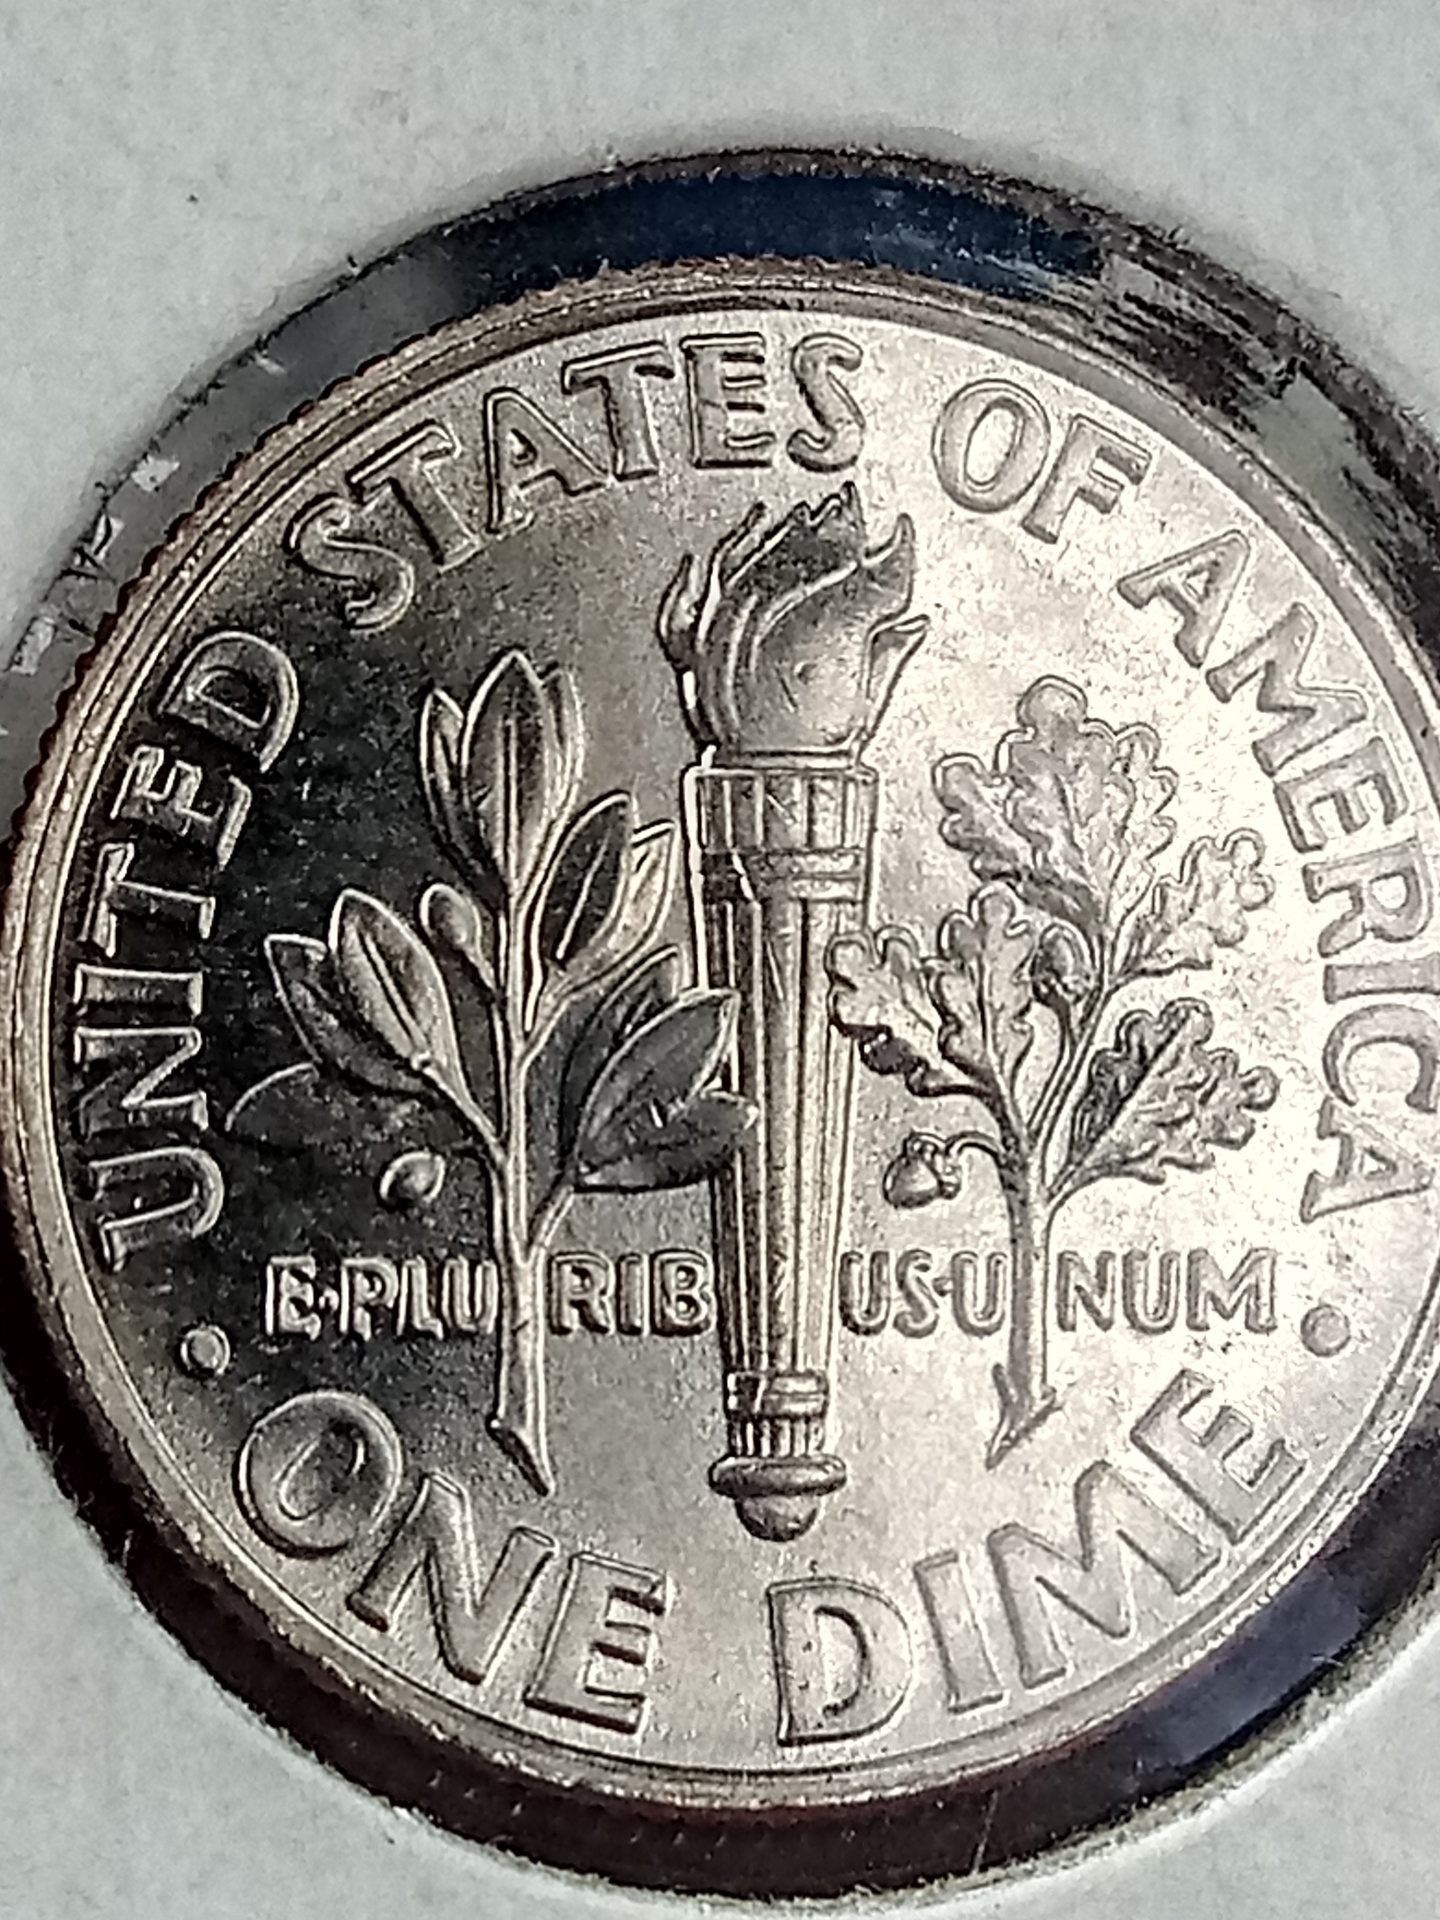 UNITED STATES OF AMERICA
E·PLURIBUS·UNUM
· ONE DIME ·